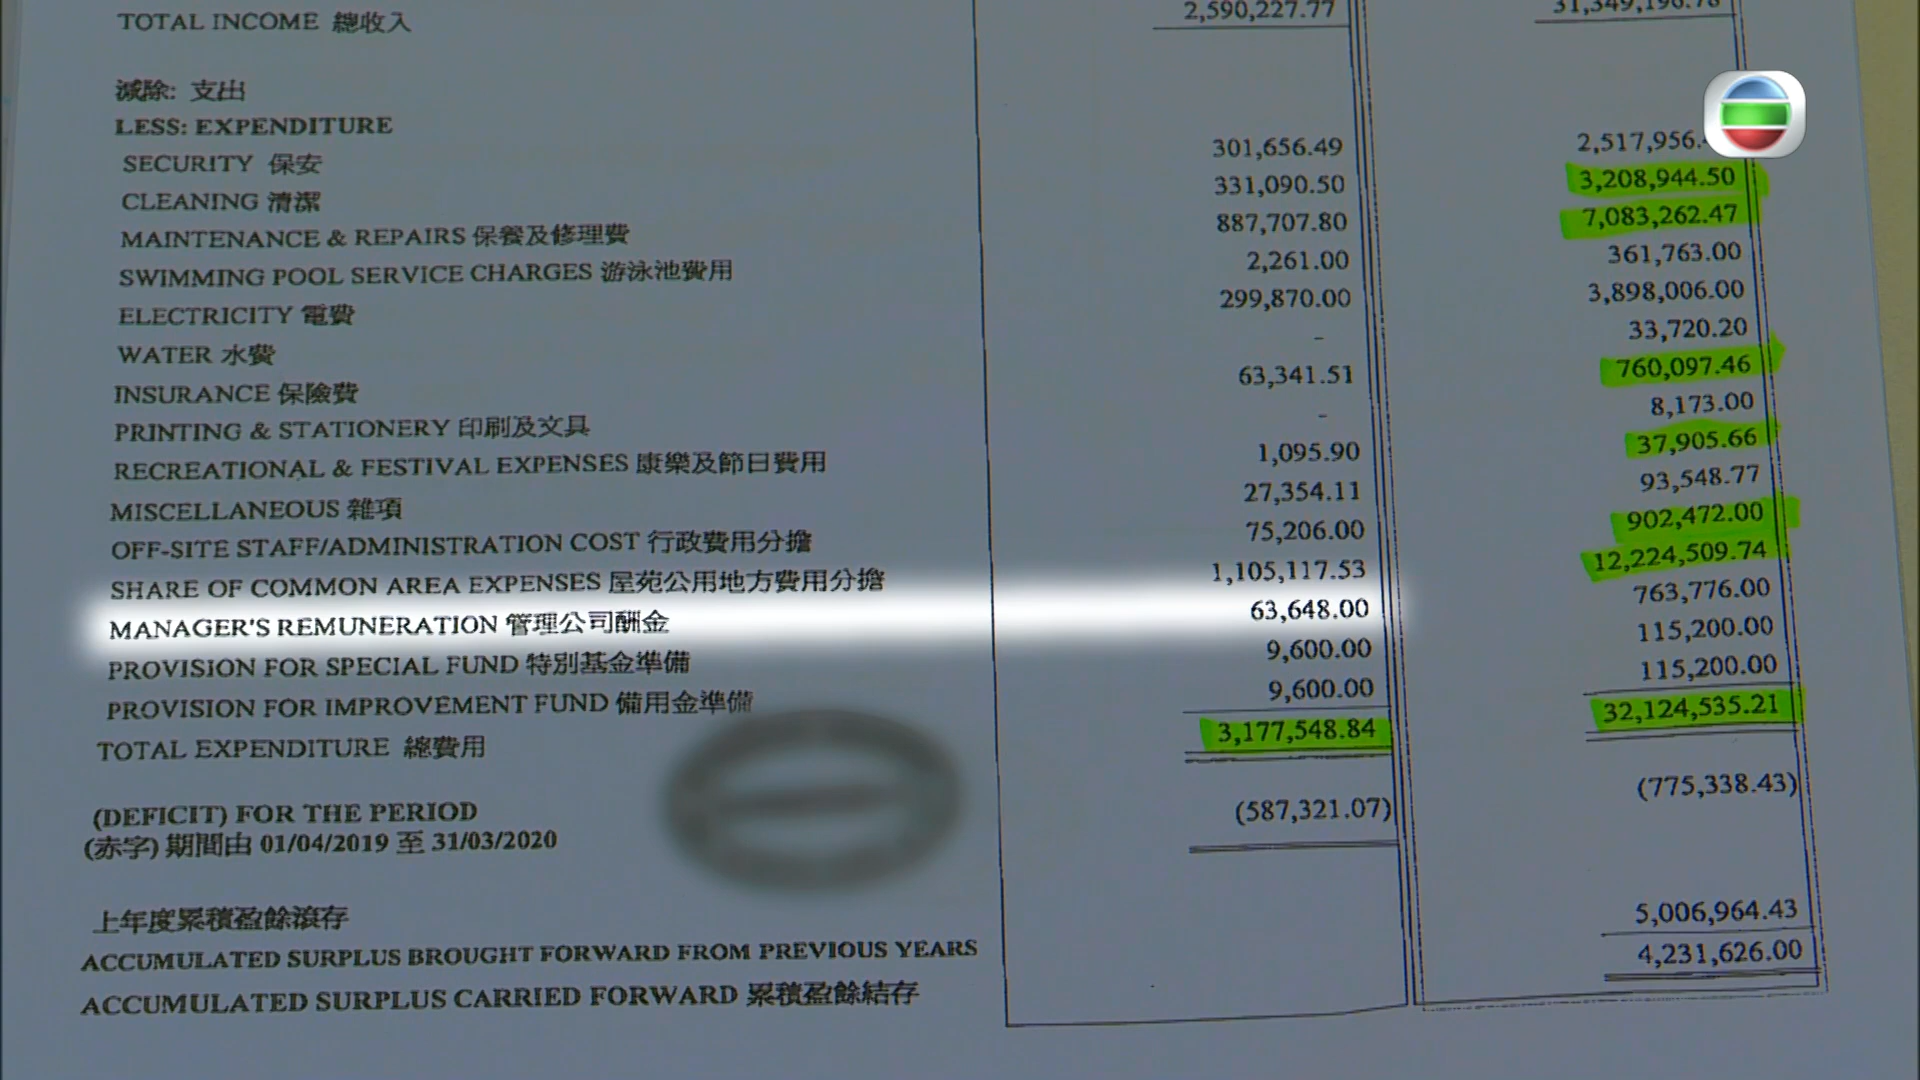 TOTAL INCOME 總收入 2,590,227.77 31,349,196.78
減除: 支出
LESS: EXPENDITURE
SECURITY 保安 301,656.49 2,517,956.
CLEANING 清潔 331,090.50 3,208,944.50
MAINTENANCE & REPAIRS 保養及修理費 887,707.80 7,083,262.47
SWIMMING POOL SERVICE CHARGES 游泳池費用 2,261.00 361,763.00
ELECTRICITY 電費 299,870.00 3,898,006.00
WATER 水費 - 33,720.20
INSURANCE 保險費 63,341.51 760,097.46
PRINTING & STATIONERY 印刷及文具 - 8,173.00
RECREATIONAL & FESTIVAL EXPENSES 康樂及節日費用 1,095.90 37,905.66
MISCELLANEOUS 雜項 27,354.11 93,548.77
OFF-SITE STAFF/ADMINISTRATION COST 行政費用分擔 75,206.00 902,472.00
SHARE OF COMMON AREA EXPENSES 屋苑公用地方費用分擔 1,105,117.53 12,224,509.74
MANAGER'S REMUNERATION 管理公司酬金 63,648.00 763,776.00
PROVISION FOR SPECIAL FUND 特別基金準備 9,600.00 115,200.00
PROVISION FOR IMPROVEMENT FUND 備用金準備 9,600.00 115,200.00
TOTAL EXPENDITURE 總費用 3,177,548.84 32,124,535.21
(DEFICIT) FOR THE PERIOD (587,321.07) (775,338.43)
(赤字) 期間由 01/04/2019 至 31/03/2020
上年度累積盈餘滾存
ACCUMULATED SURPLUS BROUGHT FORWARD FROM PREVIOUS YEARS 5,006,964.43
ACCUMULATED SURPLUS CARRIED FORWARD 累積盈餘結存 4,231,626.00